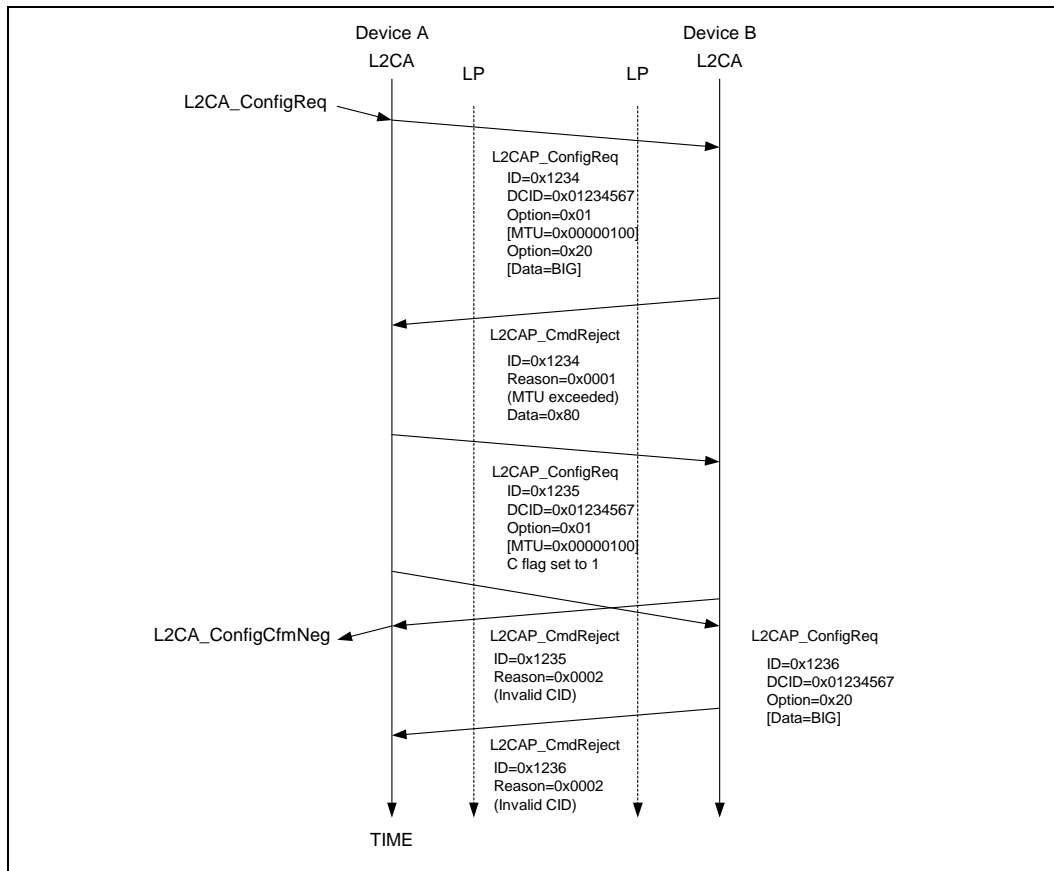 Device A
Device B
L2CA
LP
LP
L2CA
L2CA_ConfigReq
L2CAP_ConfigReq
ID=0x1234
DCID=0x01234567
Option=0x01
[MTU=0x00000100]
Option=0x20
[Data=BIG]
L2CAP_CmdReject
ID=0x1234
Reason=0x0001
(MTU exceeded)
Data=0x80
L2CAP_ConfigReq
ID=0x1235
DCID=0x01234567
Option=0x01
[MTU=0x00000100]
C flag set to 1
L2CA_ConfigCfmNeg
L2CAP_CmdReject
ID=0x1235
Reason=0x0002
(Invalid CID)
L2CAP_ConfigReq
ID=0x1236
DCID=0x01234567
Option=0x20
[Data=BIG]
L2CAP_CmdReject
ID=0x1236
Reason=0x0002
(Invalid CID)
TIME